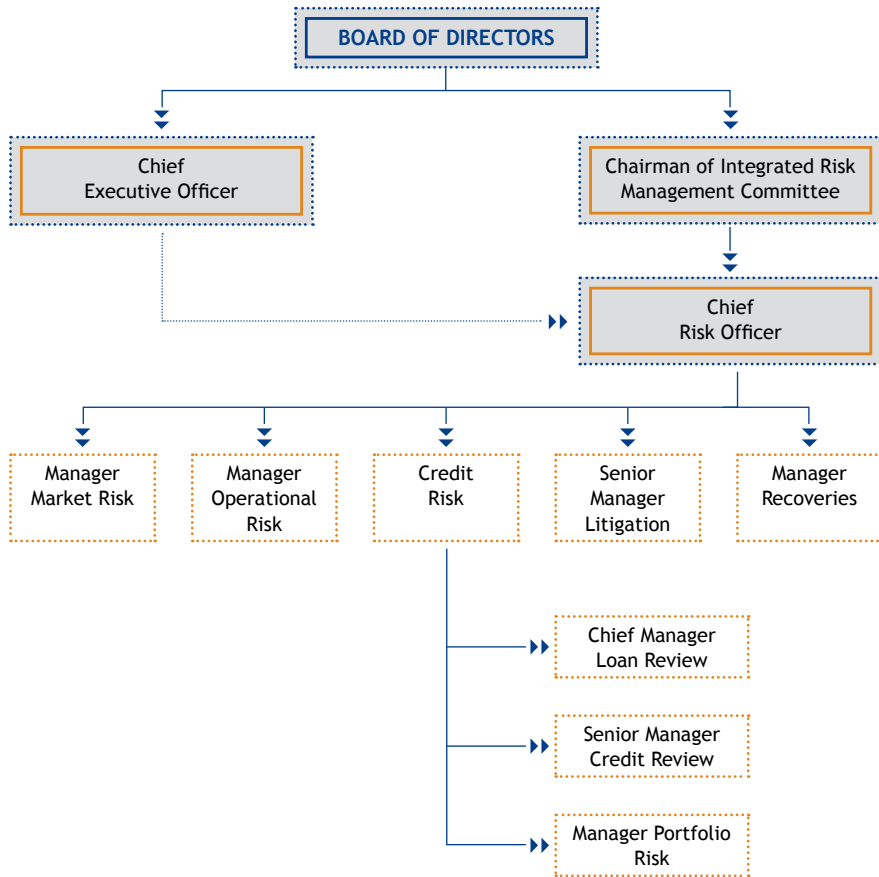 BOARD OF DIRECTORS
Chief
Executive Officer
Chairman of Integrated Risk
Management Committee
Chief
Risk Officer
Manager
Market Risk
Manager
Operational
Risk
Credit
Risk
Senior
Manager
Litigation
Manager
Recoveries
Chief Manager
Loan Review
Senior Manager
Credit Review
Manager Portfolio
Risk